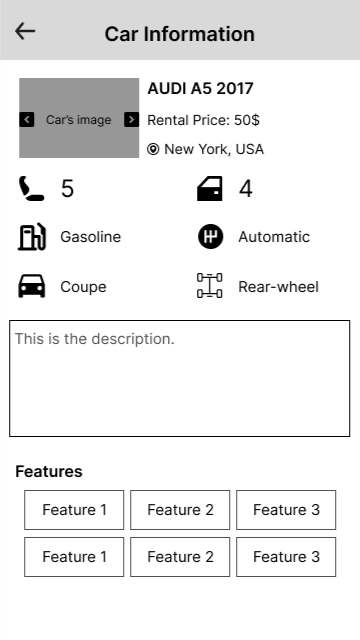 Car Information
Car's image
AUDI A5 2017
Rental Price: 50$
New York, USA
5
4
Gasoline
Automatic
Coupe
Rear-wheel
This is the description.
Features
Feature 1
Feature 2
Feature 3
Feature 1
Feature 2
Feature 3